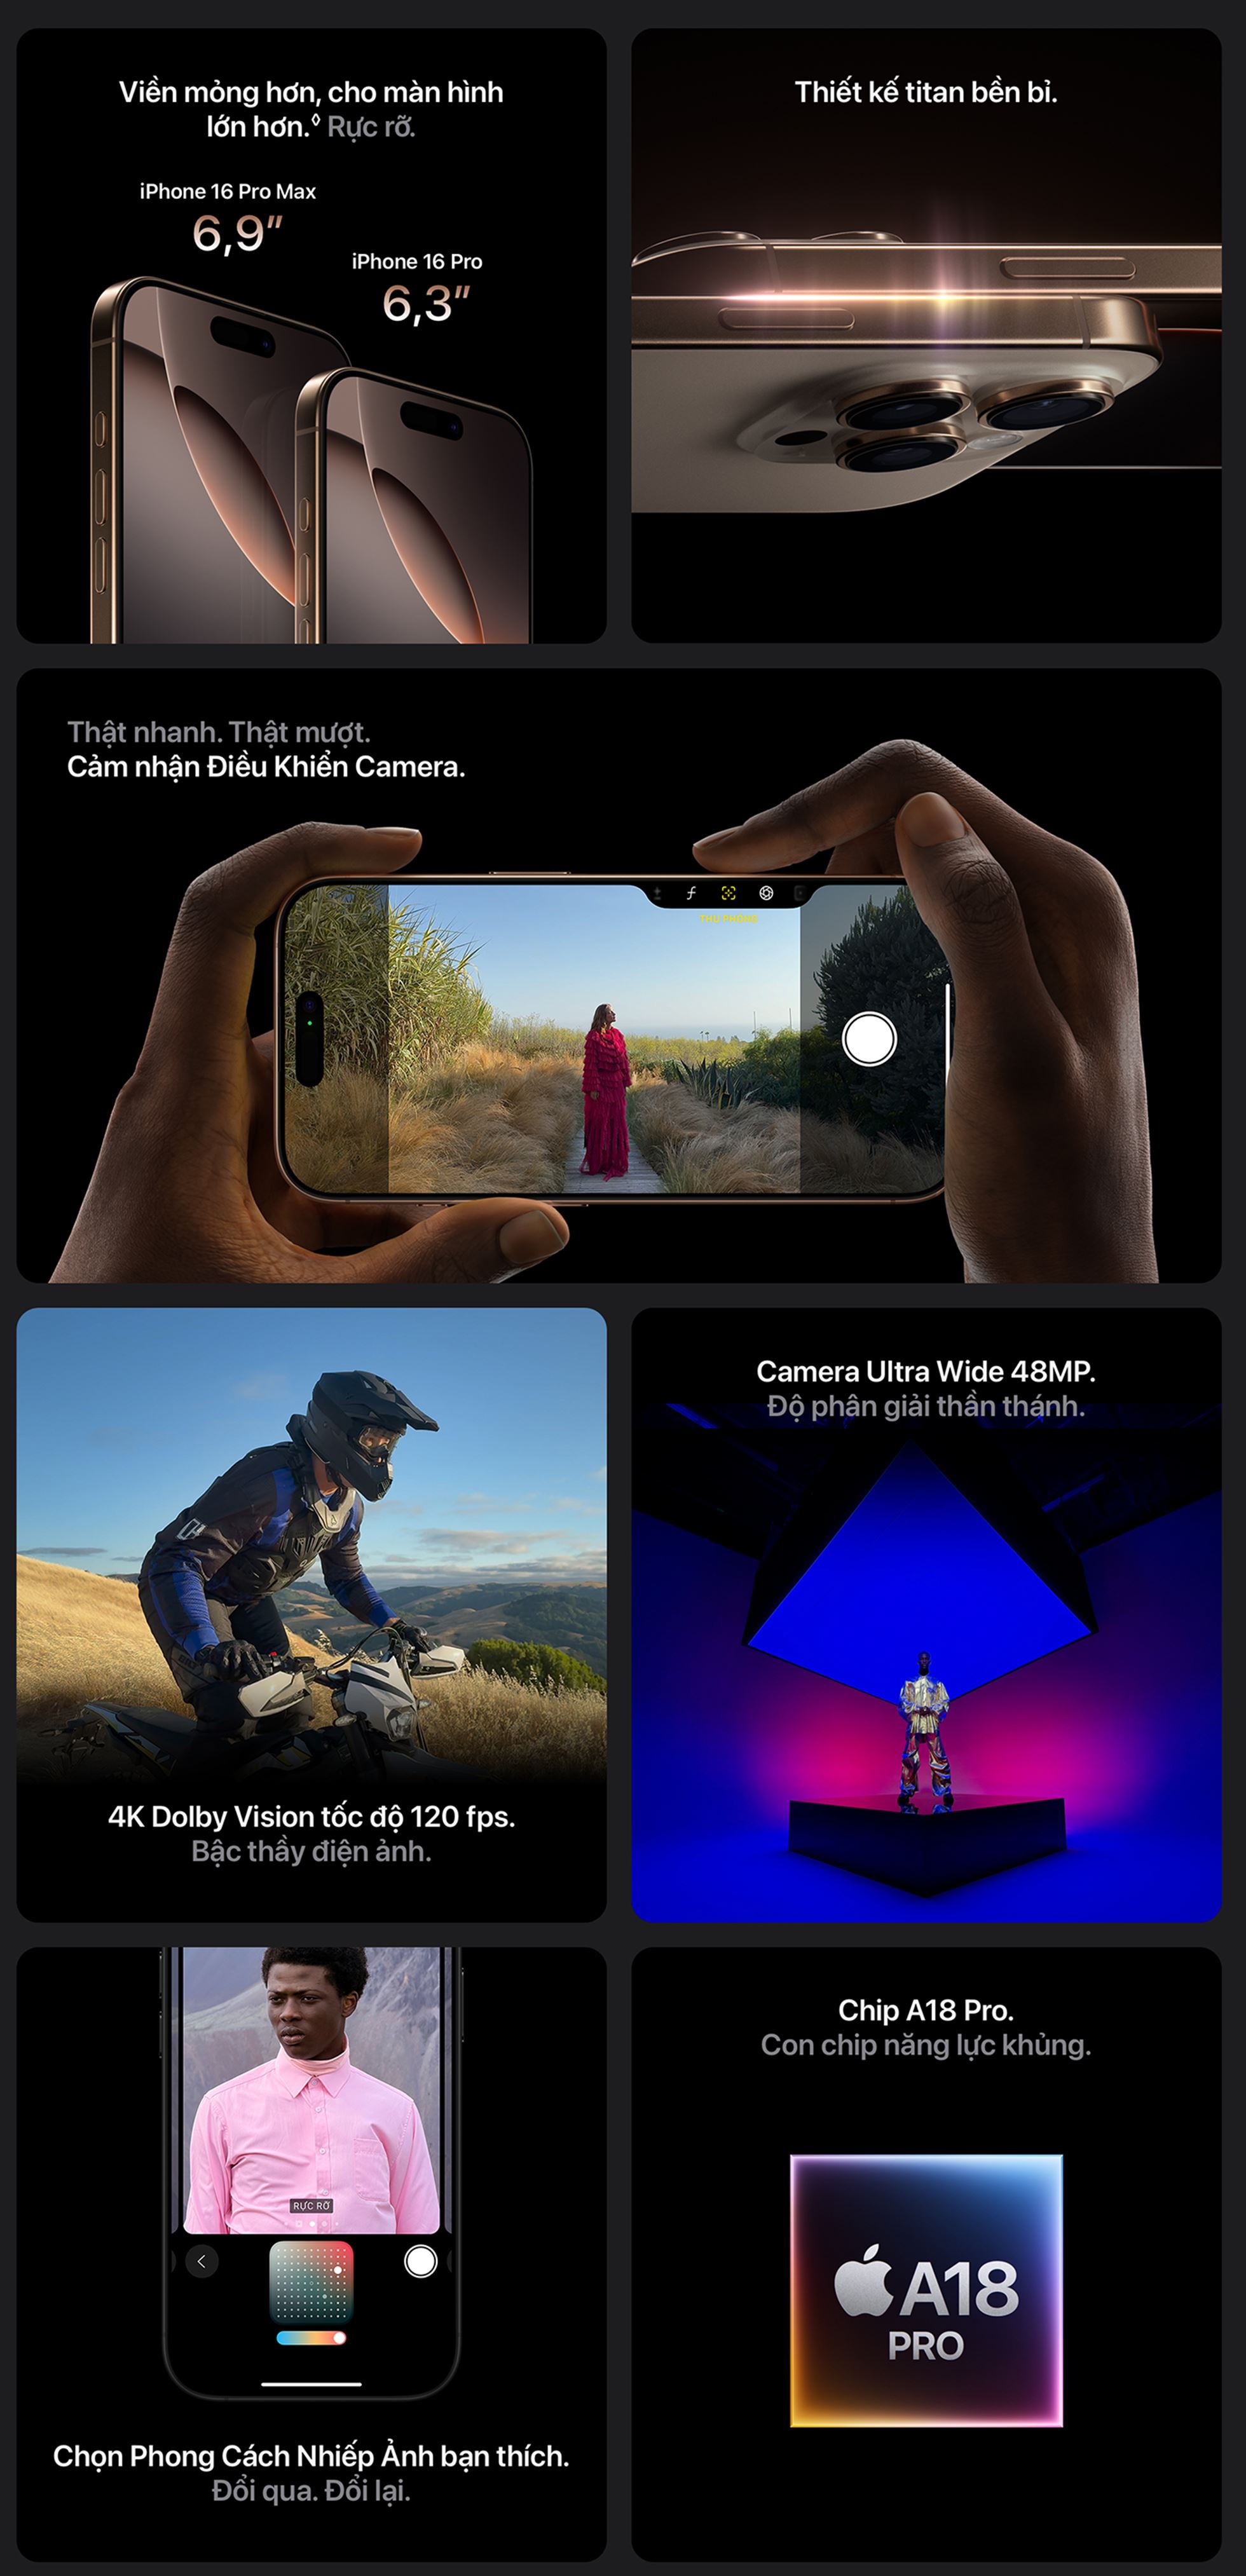 Viền mỏng hơn, cho màn hình
lớn hơn.◊ Rực rỡ.
iPhone 16 Pro Max
6,9”
iPhone 16 Pro
6,3”
Thiết kế titan bền bỉ.
Thật nhanh. Thật mượt.
Cảm nhận Điều Khiển Camera.
THU PHÓNG
4K Dolby Vision tốc độ 120 fps.
Bậc thầy điện ảnh.
Camera Ultra Wide 48MP.
Độ phân giải thần thánh.
RỰC RỠ
Chọn Phong Cách Nhiếp Ảnh bạn thích.
Đổi qua. Đổi lại.
Chip A18 Pro.
Con chip năng lực khủng.
A18
PRO